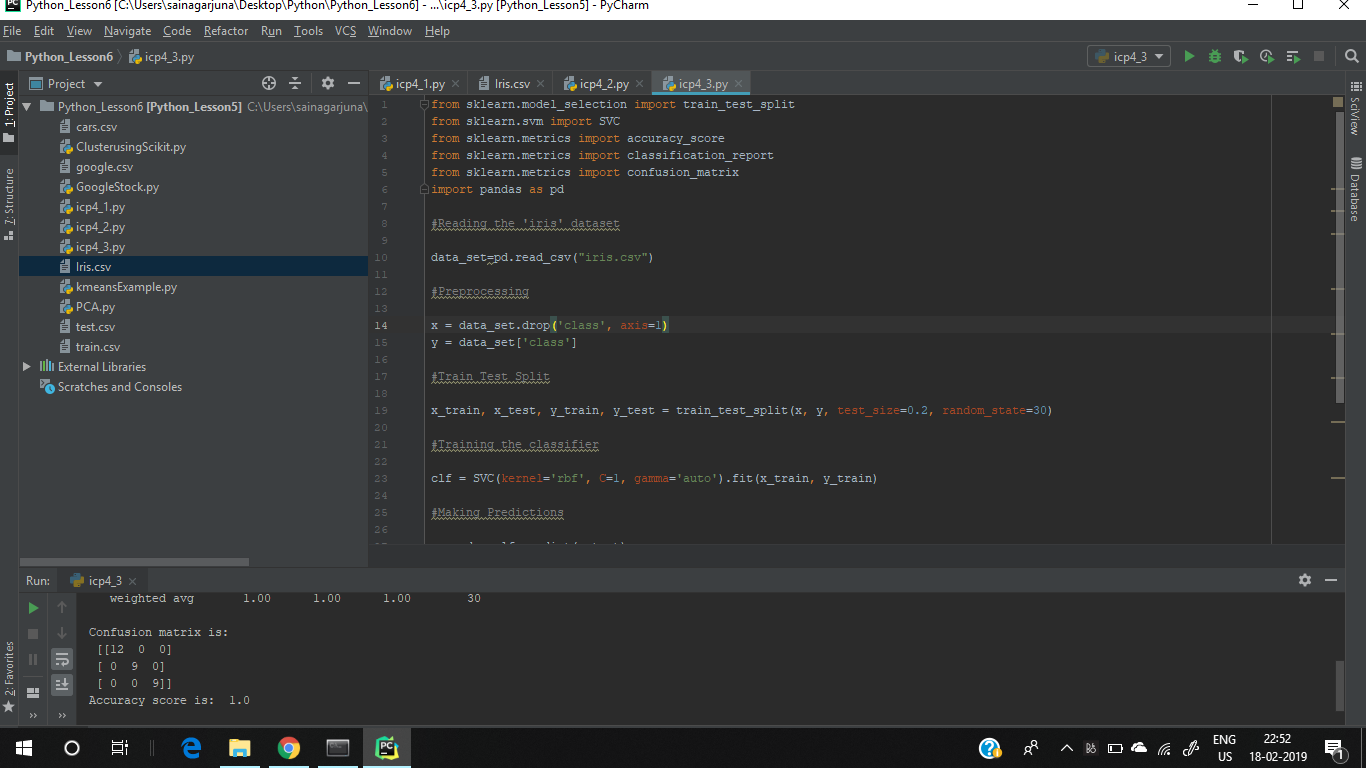 Python_Lesson6 [C:\Users\sainagarjuna\Desktop\Python\Python_Lesson6] - ...\icp4_3.py [Python_Lesson5] - PyCharm
File Edit View Navigate Code Refactor Run Tools VCS Window Help
Python_Lesson6 icp4_3.py
icp4_3
1: Project
7: Structure
2: Favorites
Project
Python_Lesson6 [Python_Lesson5] C:\Users\sainagarjuna\
cars.csv
ClusterusingScikit.py
google.csv
GoogleStock.py
icp4_1.py
icp4_2.py
icp4_3.py
Iris.csv
kmeansExample.py
PCA.py
test.csv
train.csv
External Libraries
Scratches and Consoles
icp4_1.py Iris.csv icp4_2.py icp4_3.py
1 from sklearn.model_selection import train_test_split
2 from sklearn.svm import SVC
3 from sklearn.metrics import accuracy_score
4 from sklearn.metrics import classification_report
5 from sklearn.metrics import confusion_matrix
6 import pandas as pd
7
8 #Reading the 'iris' dataset
9
10 data_set=pd.read_csv("iris.csv")
11
12 #Preprocessing
13
14 x = data_set.drop('class', axis=1)
15 y = data_set['class']
16
17 #Train Test Split
18
19 x_train, x_test, y_train, y_test = train_test_split(x, y, test_size=0.2, random_state=30)
20
21 #Training the classifier
22
23 clf = SVC(kernel='rbf', C=1, gamma='auto').fit(x_train, y_train)
24
25 #Making Predictions
26
SciView
Database
Run: icp4_3
weighted avg 1.00 1.00 1.00 30
Confusion matrix is:
[[12 0 0]
[ 0 9 0]
[ 0 0 9]]
Accuracy score is: 1.0
ENG
US
22:52
18-02-2019
1